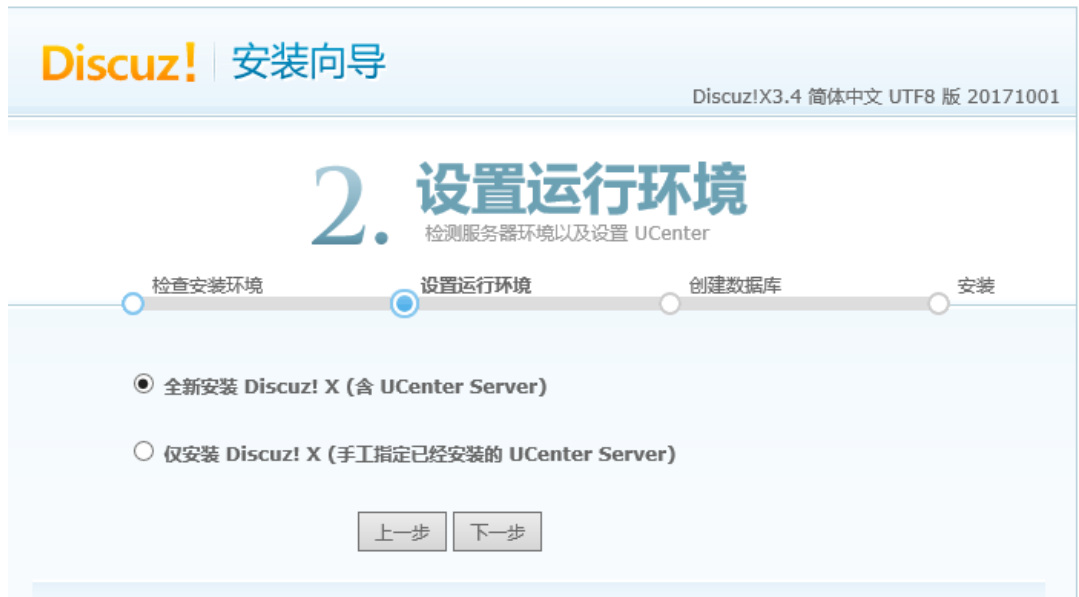 Discuz! 安装向导
Discuz!X3.4 简体中文 UTF8 版 20171001
2. 设置运行环境
检测服务器环境以及设置 UCenter
检查安装环境 设置运行环境 创建数据库 安装
全新安装 Discuz! X (含 UCenter Server)
仅安装 Discuz! X (手工指定已经安装的 UCenter Server)
上一步 下一步